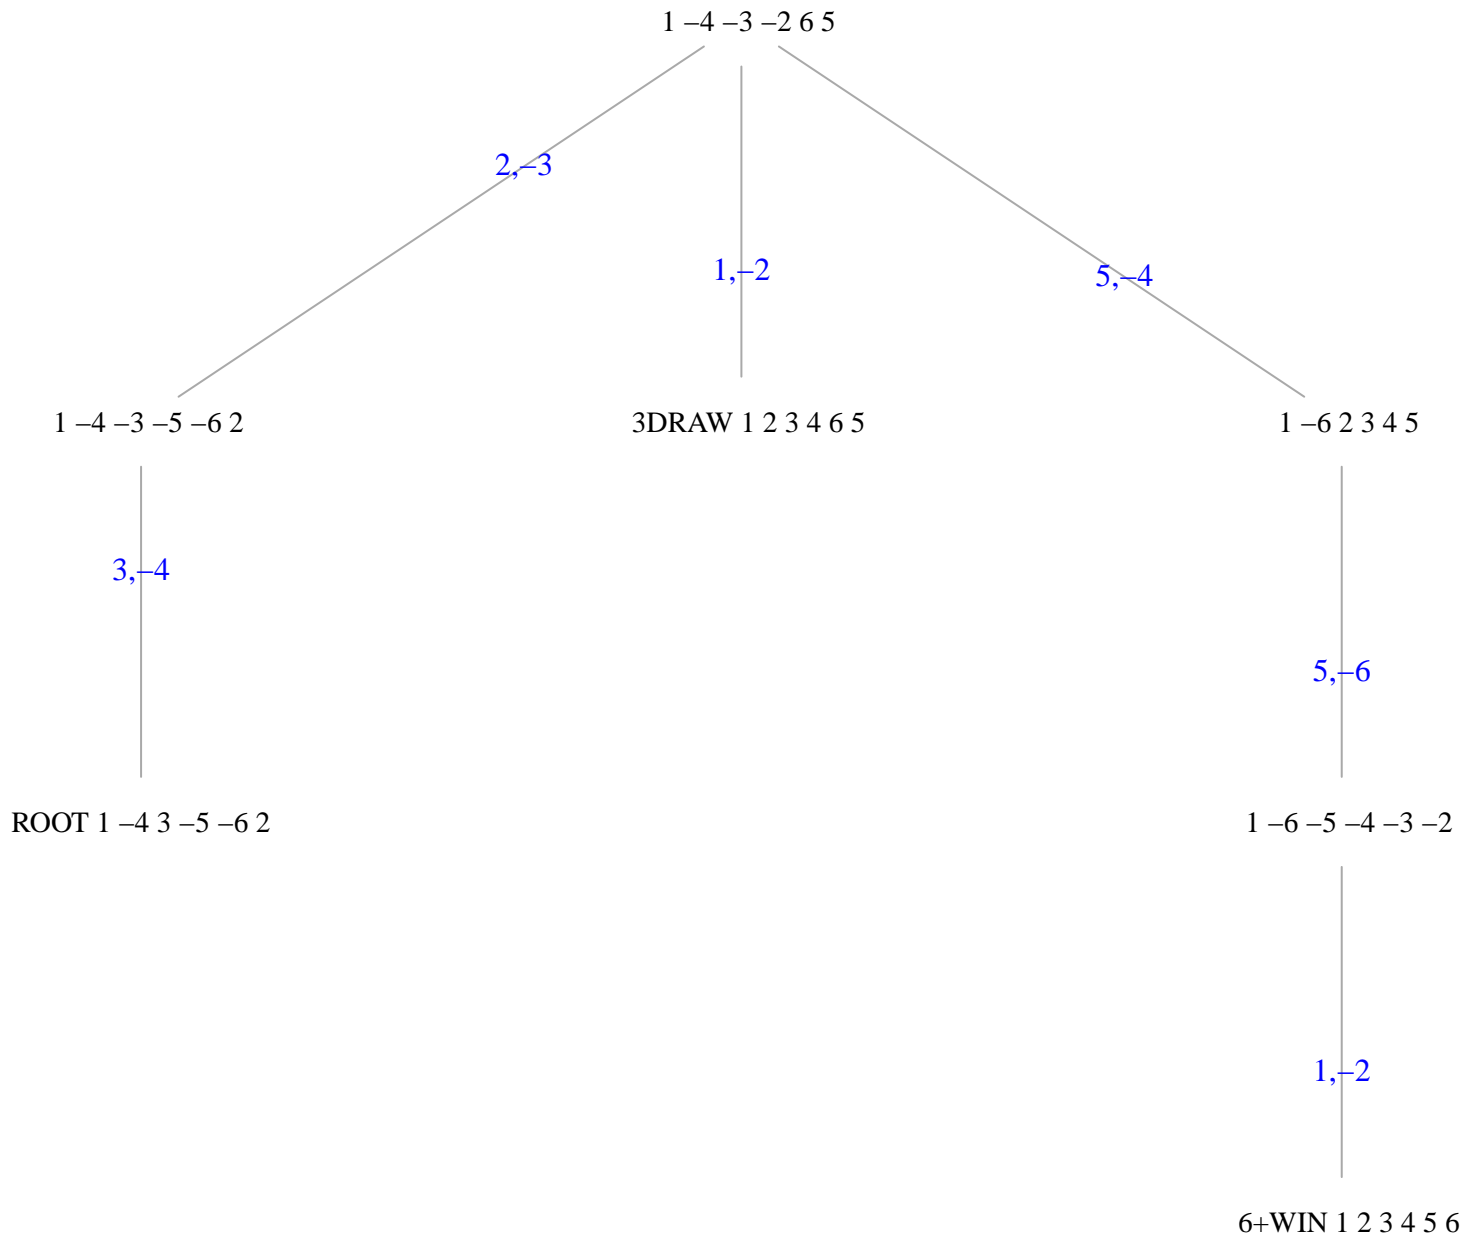 1 –4 –3 –2 6 5
2,–3
1,–2
5,–4
1 –4 –3 –5 –6 2
3DRAW 1 2 3 4 6 5
1 –6 2 3 4 5
3,–4
5,–6
ROOT 1 –4 3 –5 –6 2
1 –6 –5 –4 –3 –2
1,–2
6+WIN 1 2 3 4 5 6